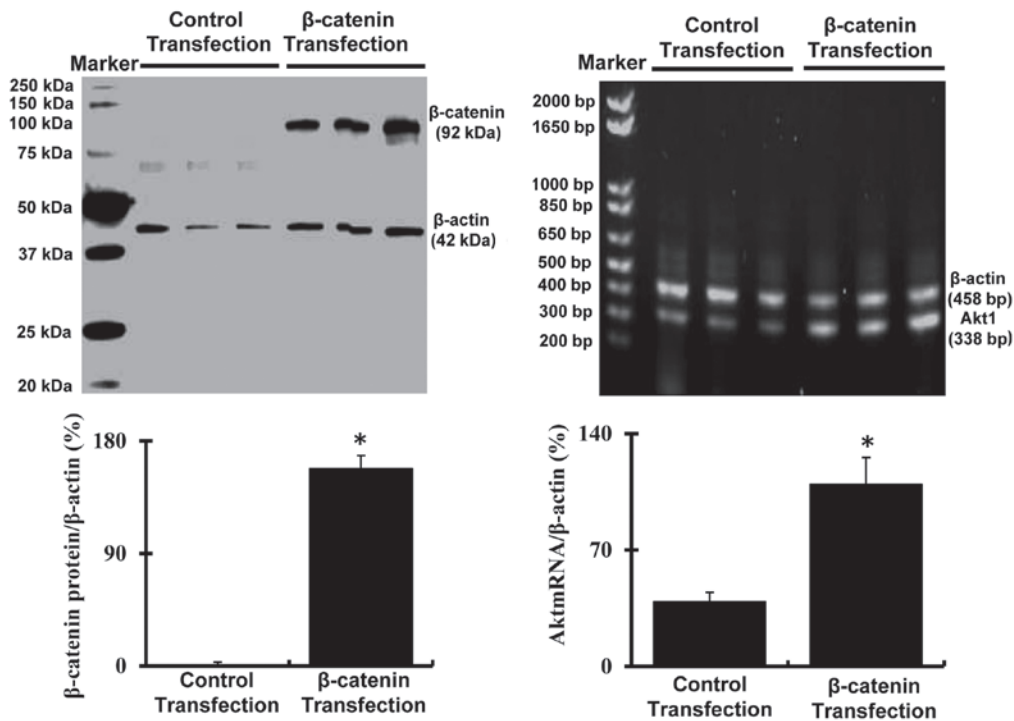 Control
Transfection
β-catenin
Transfection
Marker
250 kDa
150 kDa
100 kDa
75 kDa
50 kDa
37 kDa
25 kDa
20 kDa
β-catenin
(92 kDa)
β-actin
(42 kDa)
Control
Transfection
β-catenin
Transfection
Marker
2000 bp
1650 bp
1000 bp
850 bp
650 bp
500 bp
400 bp
300 bp
200 bp
β-actin
(458 bp)
Akt1
(338 bp)
β-catenin protein/β-actin (%)
180
90
0
*
Control
Transfection
β-catenin
Transfection
AktmRNA/β-actin (%)
140
70
0
*
Control
Transfection
β-catenin
Transfection